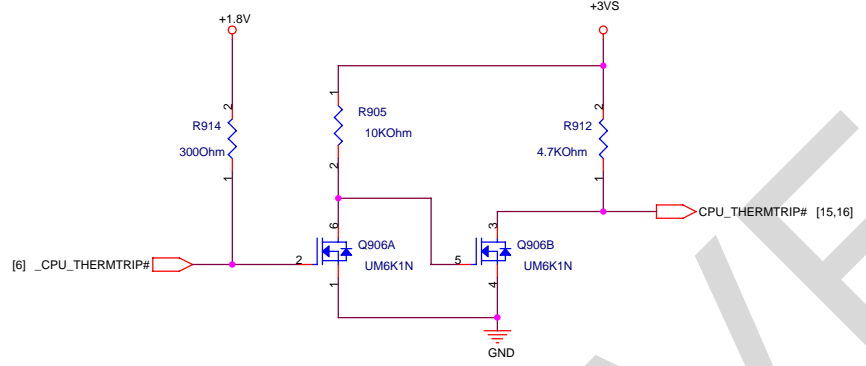 +1.8V
+3VS
2
R914
300Ohm
1
1
R905
10KOhm
2
2
R912
4.7KOhm
1
CPU_THERMTRIP# [15,16]
6
Q906A
UM6K1N
2
1
3
Q906B
UM6K1N
5
4
[6] _CPU_THERMTRIP#
GND